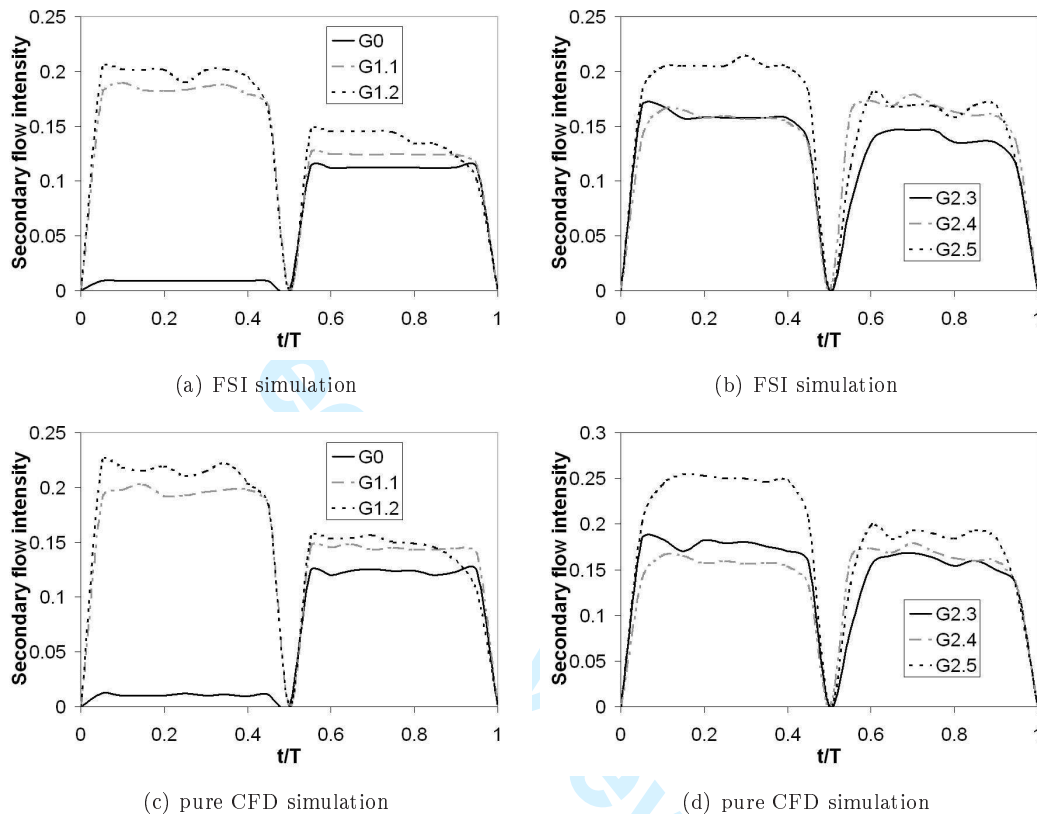 0.25
0.2
0.15
0.1
0.05
0
Secondary flow intensity
G0
G1.1
G1.2
0 0.2 0.4 0.6 0.8 1
t/T
(a) FSI simulation
0.25
0.2
0.15
0.1
0.05
0
Secondary flow intensity
G2.3
G2.4
G2.5
0 0.2 0.4 0.6 0.8 1
t/T
(b) FSI simulation
0.25
0.2
0.15
0.1
0.05
0
Secondary flow intensity
G0
G1.1
G1.2
0 0.2 0.4 0.6 0.8 1
t/T
(c) pure CFD simulation
0.3
0.25
0.2
0.15
0.1
0.05
0
Secondary flow intensity
G2.3
G2.4
G2.5
0 0.2 0.4 0.6 0.8 1
t/T
(d) pure CFD simulation